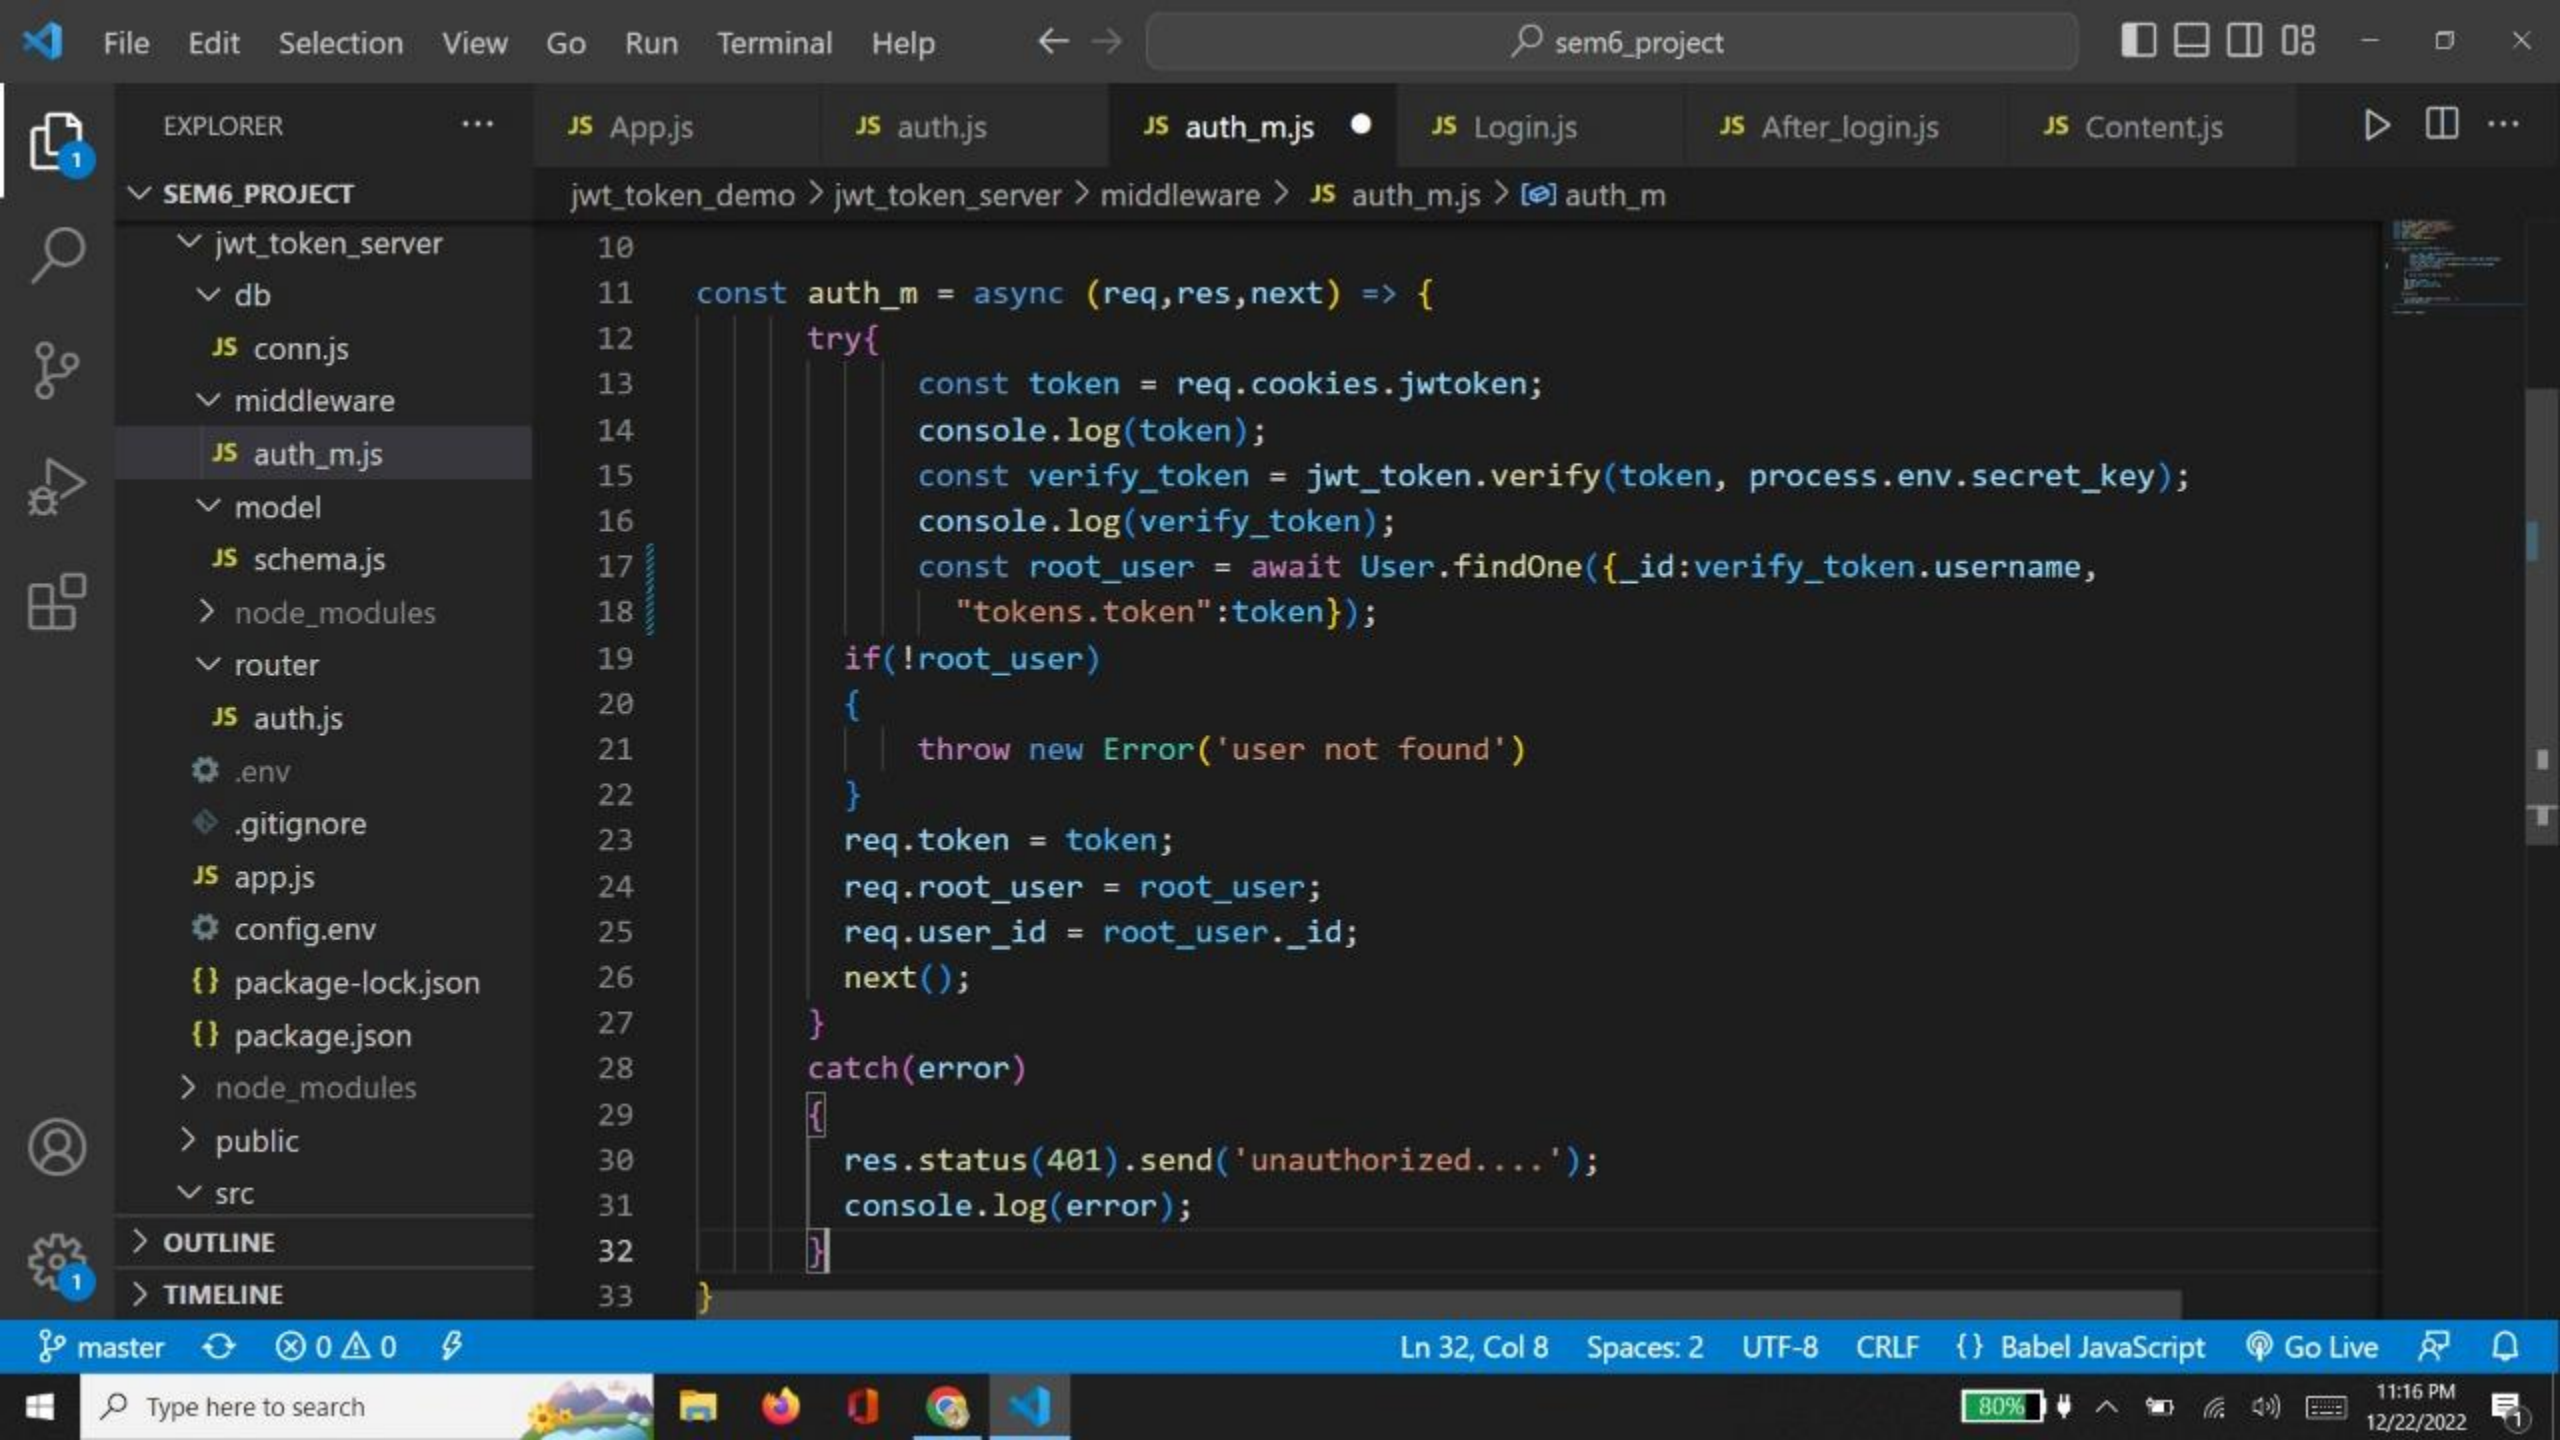 File Edit Selection View Go Run Terminal Help
sem6_project
EXPLORER
App.js
auth.js
auth_m.js
Login.js
After_login.js
Content.js
SEM6_PROJECT
jwt_token_demo > jwt_token_server > middleware > JS auth_m.js > auth_m
jwt_token_server
db
JS conn.js
middleware
JS auth_m.js
model
JS schema.js
node_modules
router
JS auth.js
.env
.gitignore
JS app.js
config.env
{} package-lock.json
{} package.json
node_modules
public
src
OUTLINE
TIMELINE
10
11 const auth_m = async (req,res,next) => {
12 try{
13 const token = req.cookies.jwtoken;
14 console.log(token);
15 const verify_token = jwt_token.verify(token, process.env.secret_key);
16 console.log(verify_token);
17 const root_user = await User.findOne({_id:verify_token.username,
18 "tokens.token":token});
19 if(!root_user)
20 {
21 throw new Error('user not found')
22 }
23 req.token = token;
24 req.root_user = root_user;
25 req.user_id = root_user._id;
26 next();
27 }
28 catch(error)
29 {
30 res.status(401).send('unauthorized....');
31 console.log(error);
32 }
33 }
master 0 0 Ln 32, Col 8 Spaces: 2 UTF-8 CRLF {} Babel JavaScript Go Live
Type here to search
80%
11:16 PM
12/22/2022
1